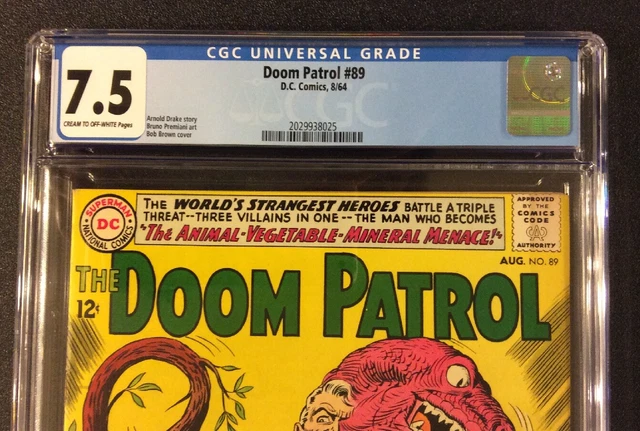 CGC UNIVERSAL GRADE
7.5
CREAM TO OFF-WHITE Pages
Doom Patrol #89
D.C. Comics, 8/64
Arnold Drake story
Bruno Premiani art
Bob Brown cover
2029938025
CGC
SUPERMAN
DC
NATIONAL COMICS
THE WORLD'S STRANGEST HEROES BATTLE A TRIPLE
THREAT--THREE VILLAINS IN ONE--THE MAN WHO BECOMES
"THE ANIMAL-VEGETABLE-MINERAL MENACE!"
APPROVED
BY THE
COMICS
CODE
CA
AUTHORITY
AUG. NO. 89
THE DOOM PATROL
12¢